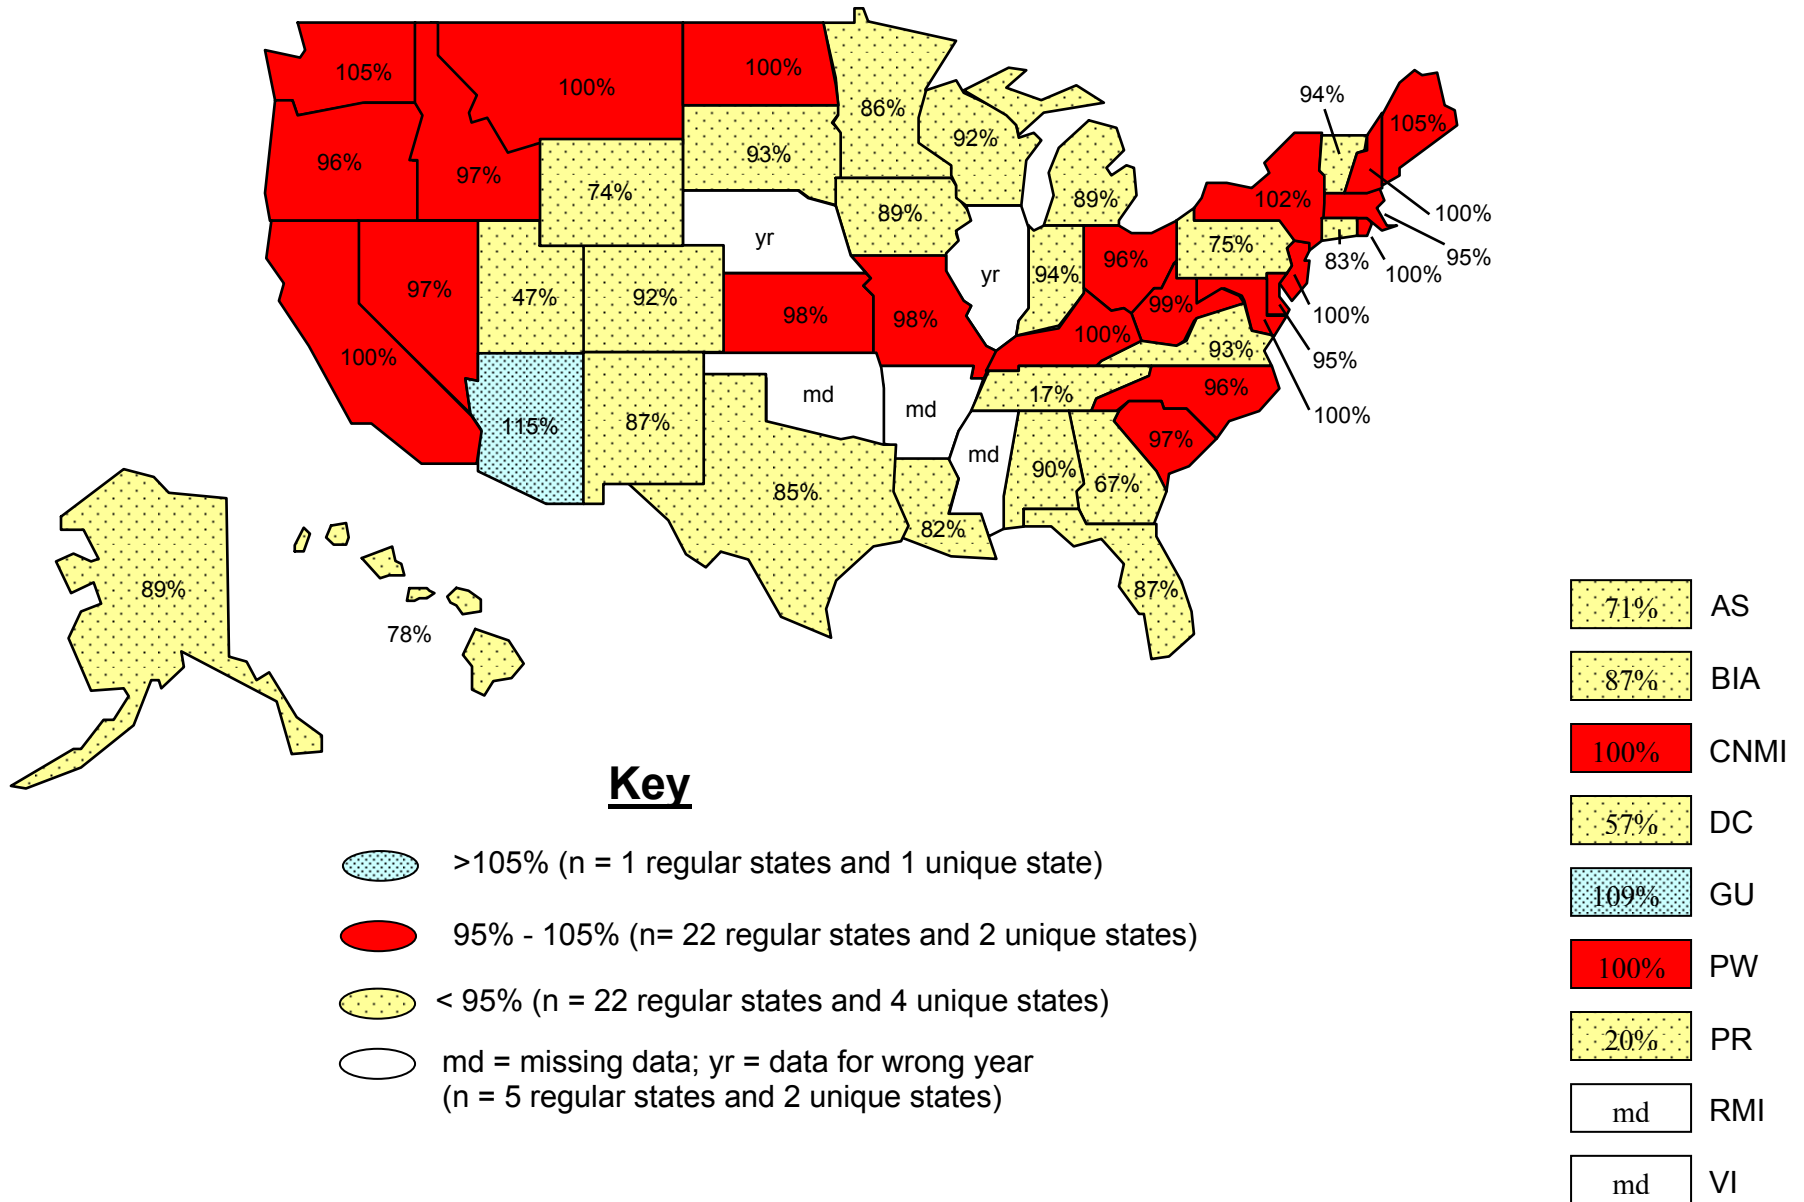 94%
105%
100%
100%
86%
105%
92%
96%
97%
93%
74%
89%
89%
102%
100%
yr
75%
95%
83%
100%
97%
47%
92%
yr
94%
96%
99%
100%
98%
98%
100%
93%
95%
100%
md
md
17%
96%
100%
115%
87%
97%
md
90%
67%
85%
82%
89%
87%
78%
Key
>105% (n = 1 regular states and 1 unique state)
95% - 105% (n= 22 regular states and 2 unique states)
< 95% (n = 22 regular states and 4 unique states)
md = missing data; yr = data for wrong year
(n = 5 regular states and 2 unique states)
71% AS
87% BIA
100% CNMI
57% DC
109% GU
100% PW
20% PR
md RMI
md VI